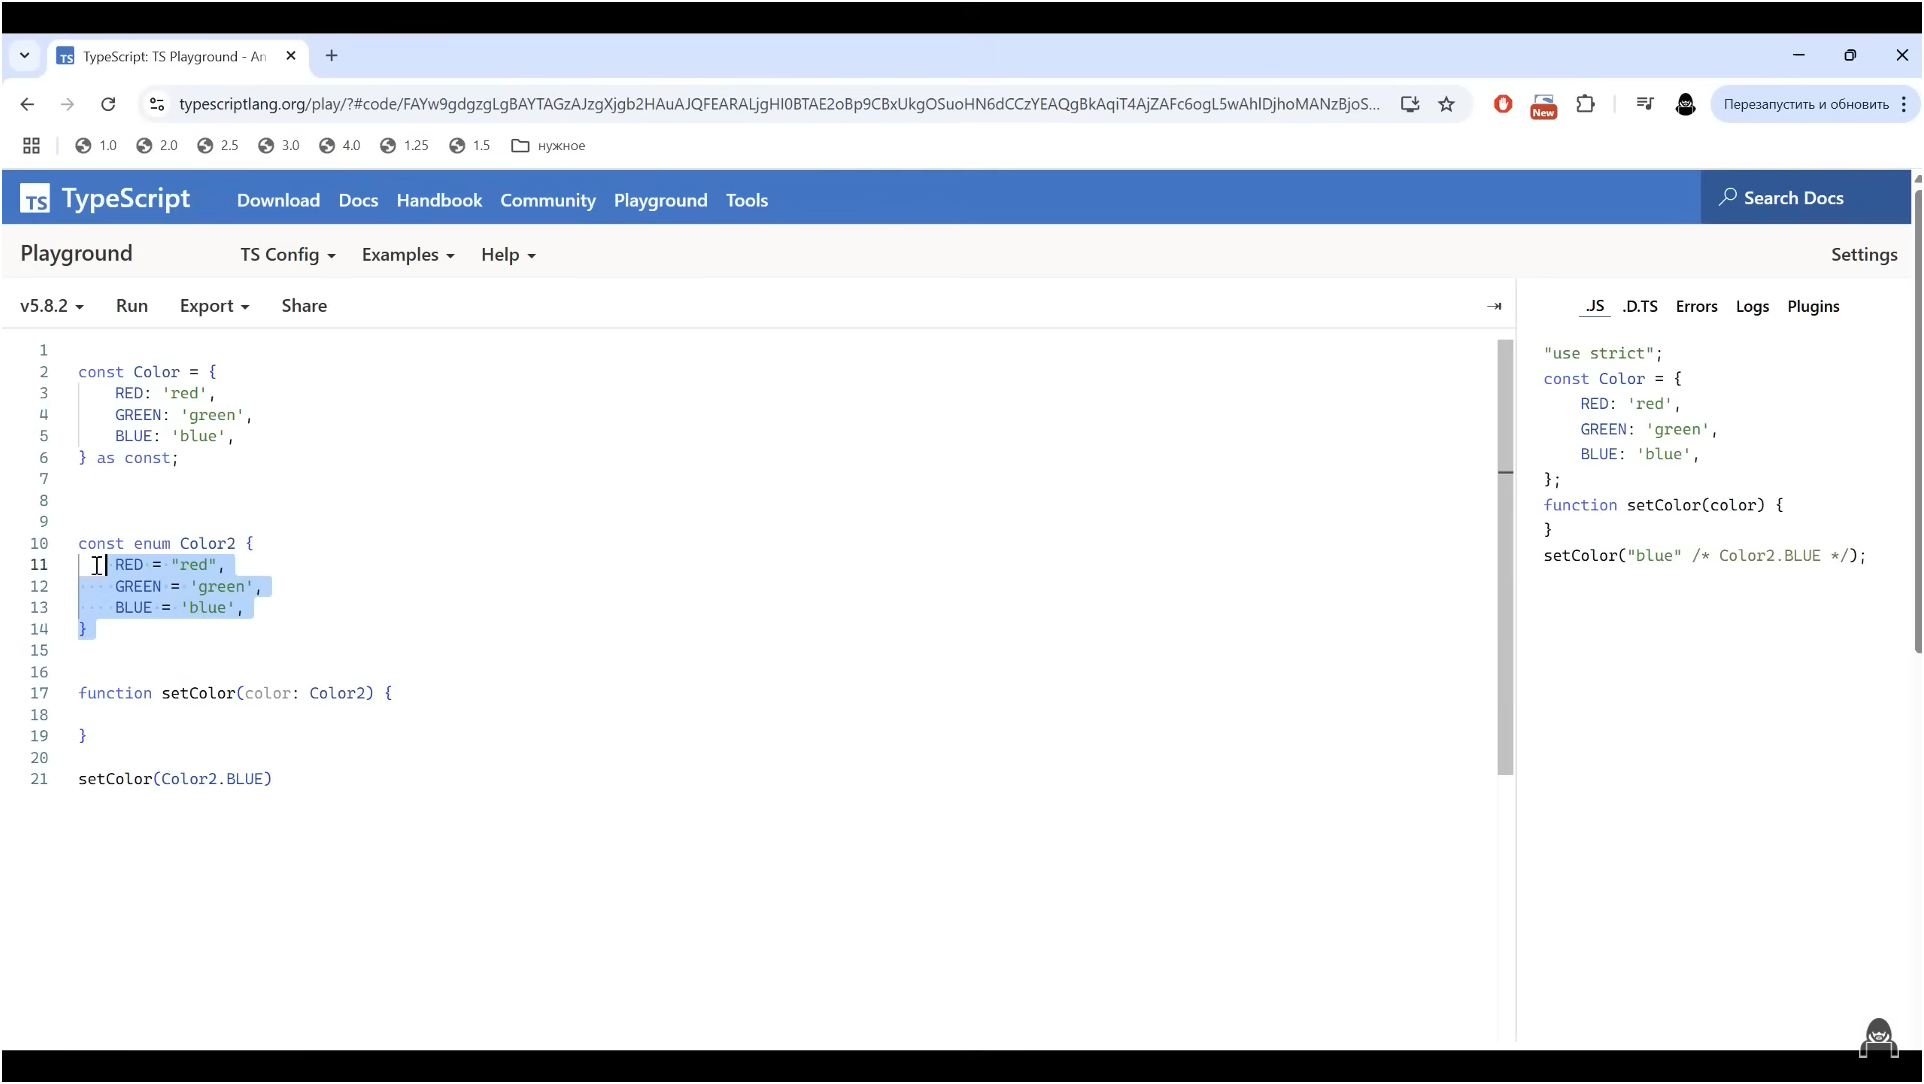 TypeScript: TS Playground - An
typescriptlang.org/play/?#code/FAYw9gdgzgLgBAYTAGzAJzgXjgb2HAuAJQFEARALjgHI0BTAE2oBp9CBxUkgOSuoHN6dCCzYEAQgBkAqiT4AjZAFc6ogL5wAhlDjhoMANzBjoS...
New
Перезапустить и обновить
1.0 2.0 2.5 3.0 4.0 1.25 1.5 нужное
TS TypeScript Download Docs Handbook Community Playground Tools Search Docs
Playground TS Config Examples Help Settings
v5.8.2 Run Export Share
.JS .D.TS Errors Logs Plugins
1
2 const Color = {
3 RED: 'red',
4 GREEN: 'green',
5 BLUE: 'blue',
6 } as const;
7
8
9
10 const enum Color2 {
11 RED = "red",
12 GREEN = 'green',
13 BLUE = 'blue',
14 }
15
16
17 function setColor(color: Color2) {
18
19 }
20
21 setColor(Color2.BLUE)
"use strict";
const Color = {
RED: 'red',
GREEN: 'green',
BLUE: 'blue',
};
function setColor(color) {
}
setColor("blue" /* Color2.BLUE */);